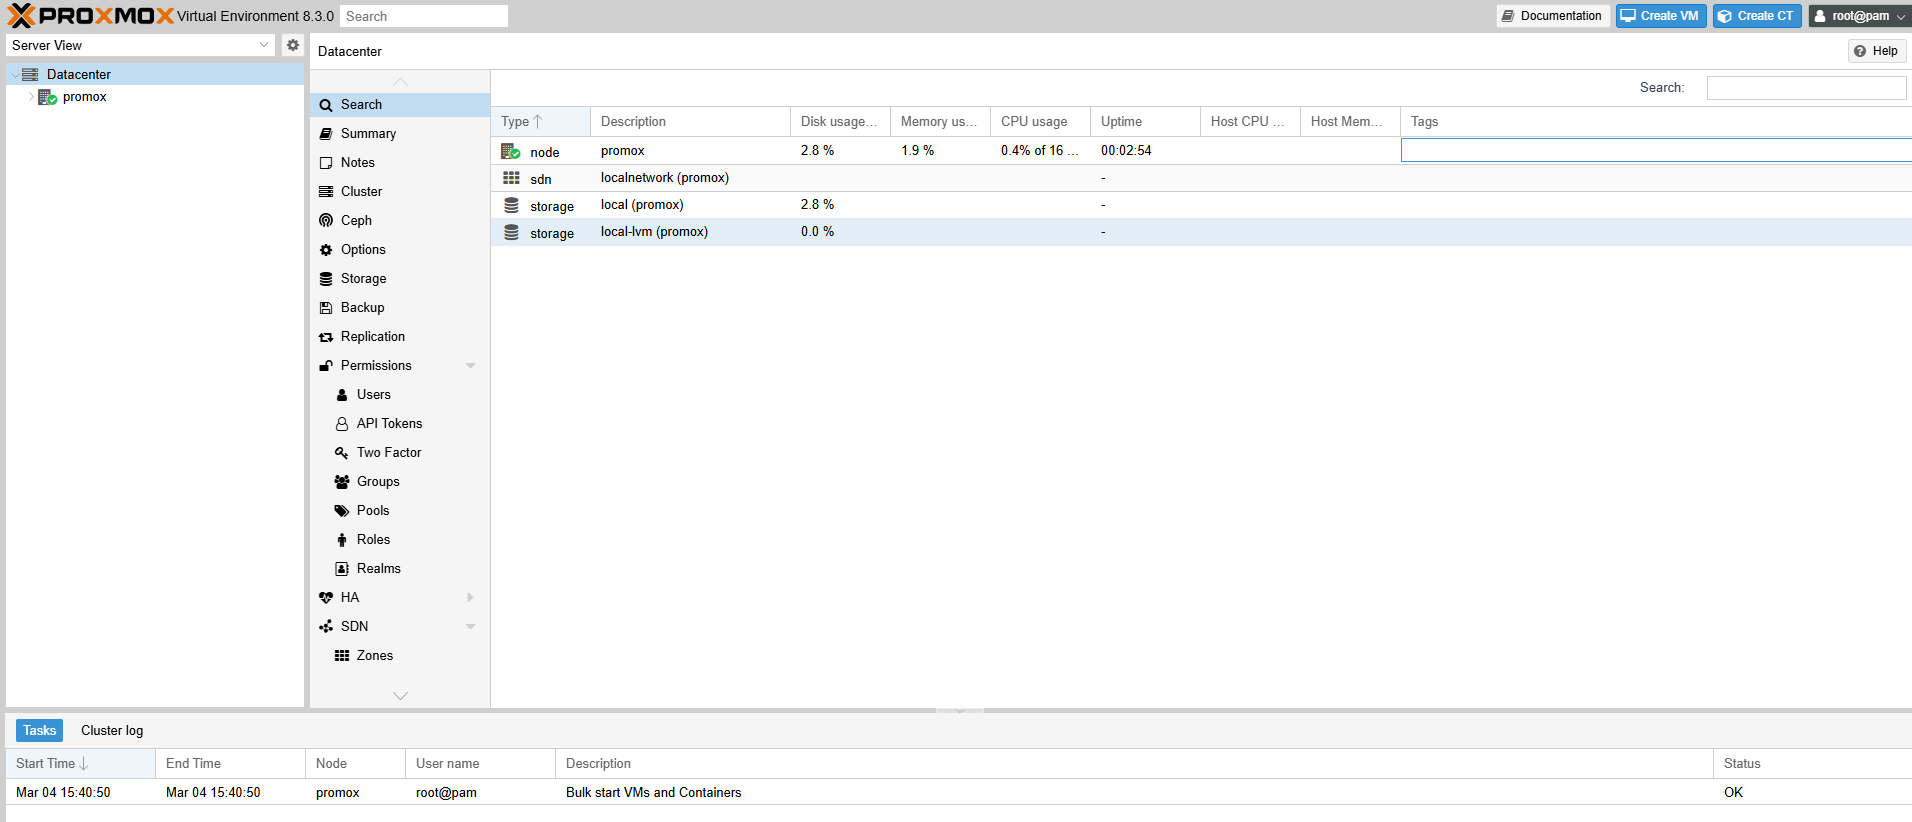 PROXMOX Virtual Environment 8.3.0 Search Documentation Create VM Create CT root@pam
Server View
Datacenter
promox
Datacenter Help
Search
Summary
Notes
Cluster
Ceph
Options
Storage
Backup
Replication
Permissions
Users
API Tokens
Two Factor
Groups
Pools
Roles
Realms
HA
SDN
Zones
Search:
Type Description Disk usage... Memory us... CPU usage Uptime Host CPU ... Host Mem... Tags
node promox 2.8 % 1.9 % 0.4% of 16 ... 00:02:54
sdn localnetwork (promox) -
storage local (promox) 2.8 % -
storage local-lvm (promox) 0.0 % -
Tasks Cluster log
Start Time End Time Node User name Description Status
Mar 04 15:40:50 Mar 04 15:40:50 promox root@pam Bulk start VMs and Containers OK